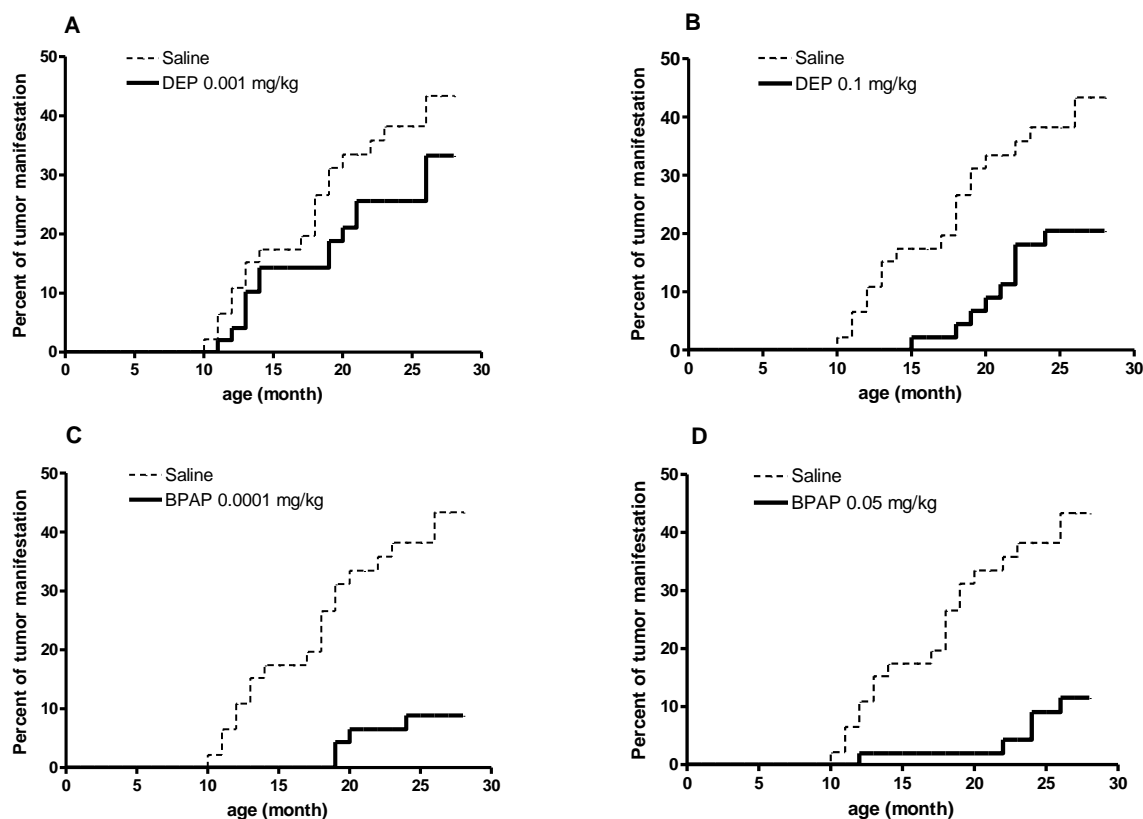 A
Saline
DEP 0.001 mg/kg
50
40
30
20
10
0
Percent of tumor manifestation
0 5 10 15 20 25 30
age (month)
B
Saline
DEP 0.1 mg/kg
50
40
30
20
10
0
Percent of tumor manifestation
0 5 10 15 20 25 30
age (month)
C
Saline
BPAP 0.0001 mg/kg
50
40
30
20
10
0
Percent of tumor manifestation
0 5 10 15 20 25 30
age (month)
D
Saline
BPAP 0.05 mg/kg
50
40
30
20
10
0
Percent of tumor manifestation
0 5 10 15 20 25 30
age (month)